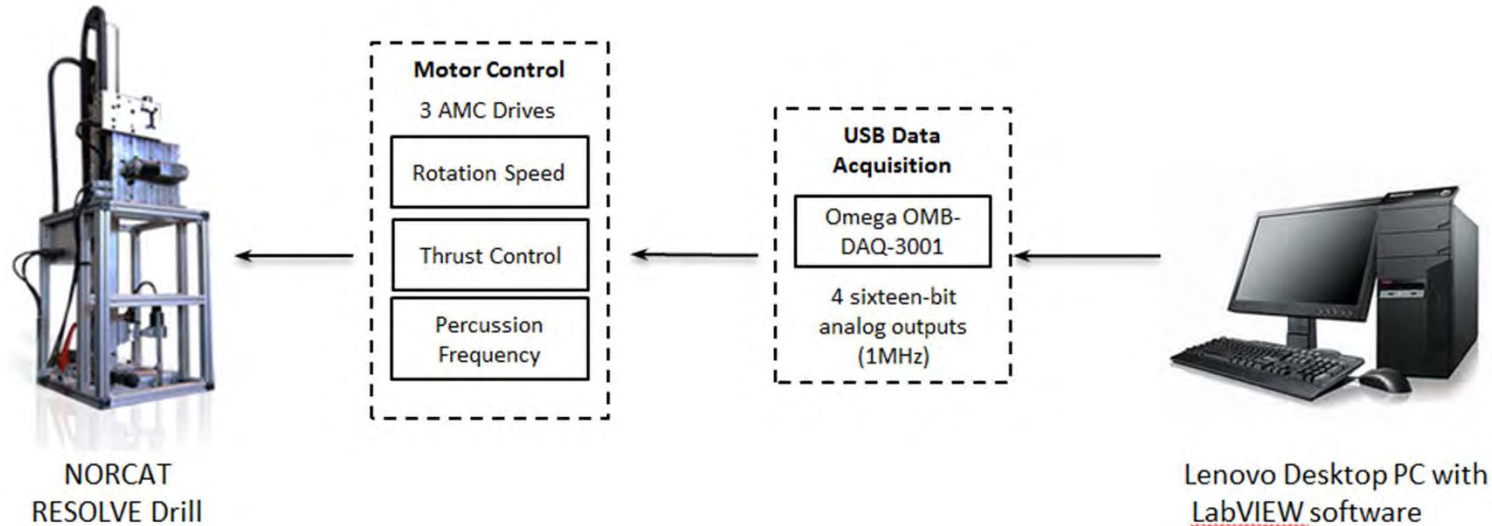 Motor Control
3 AMC Drives
Rotation Speed
Thrust Control
Percussion
Frequency
USB Data
Acquisition
Omega OMB-
DAQ-3001
4 sixteen-bit
analog outputs
(1MHz)
NORCAT
RESOLVE Drill
Lenovo Desktop PC with
LabVIEW software